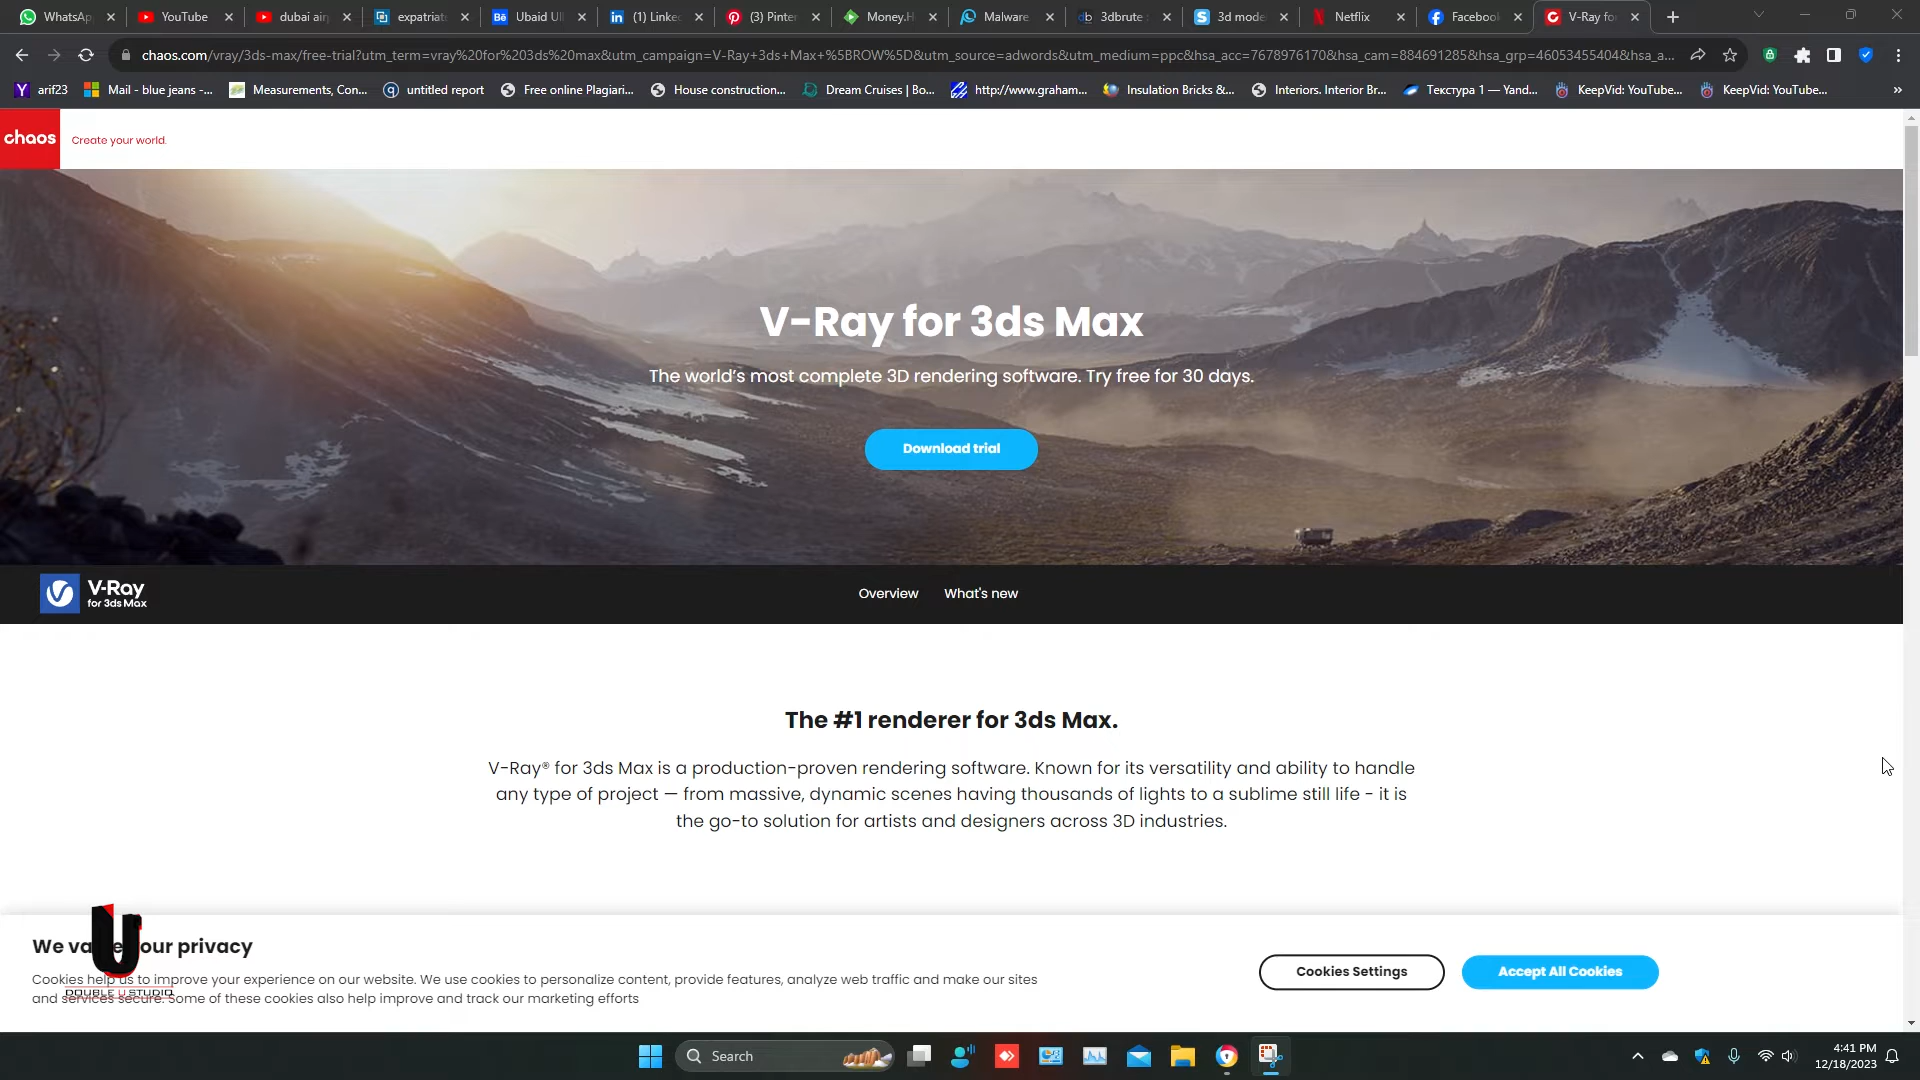 WhatsAp
YouTube
dubai air
expatriat
Ubaid Ull
(1) Linke
(3) Pinter
Money.H
Malware
3dbrute
3d mode
Netflix
Facebook
V-Ray for
chaos.com/vray/3ds-max/free-trial?utm_term=vray%20for%203ds%20max&utm_campaign=V-Ray+3ds+Max+%5BROW%5D&utm_source=adwords&utm_medium=ppc&hsa_acc=7678976170&hsa_cam=884691285&hsa_grp=46053455404&hsa_a...
arif23
Mail - blue jeans -...
Measurements, Con...
untitled report
Free online Plagiari...
House construction...
Dream Cruises | Bo...
http://www.graham...
Insulation Bricks &...
Interiors. Interior Br...
Текстура 1 — Yand...
KeepVid: YouTube...
KeepVid: YouTube...
chaos
Create your world.
V-Ray for 3ds Max
The world's most complete 3D rendering software. Try free for 30 days.
Download trial
V-Ray
for 3ds Max
Overview
What's new
The #1 renderer for 3ds Max.
V-Ray® for 3ds Max is a production-proven rendering software. Known for its versatility and ability to handle
any type of project — from massive, dynamic scenes having thousands of lights to a sublime still life - it is
the go-to solution for artists and designers across 3D industries.
We va e our privacy
Cookies help us to improve your experience on our website. We use cookies to personalize content, provide features, analyze web traffic and make our sites
and services secure. Some of these cookies also help improve and track our marketing efforts
DOUBLE U STUDIO
Cookies Settings
Accept All Cookies
Search
4:41 PM
12/18/2023